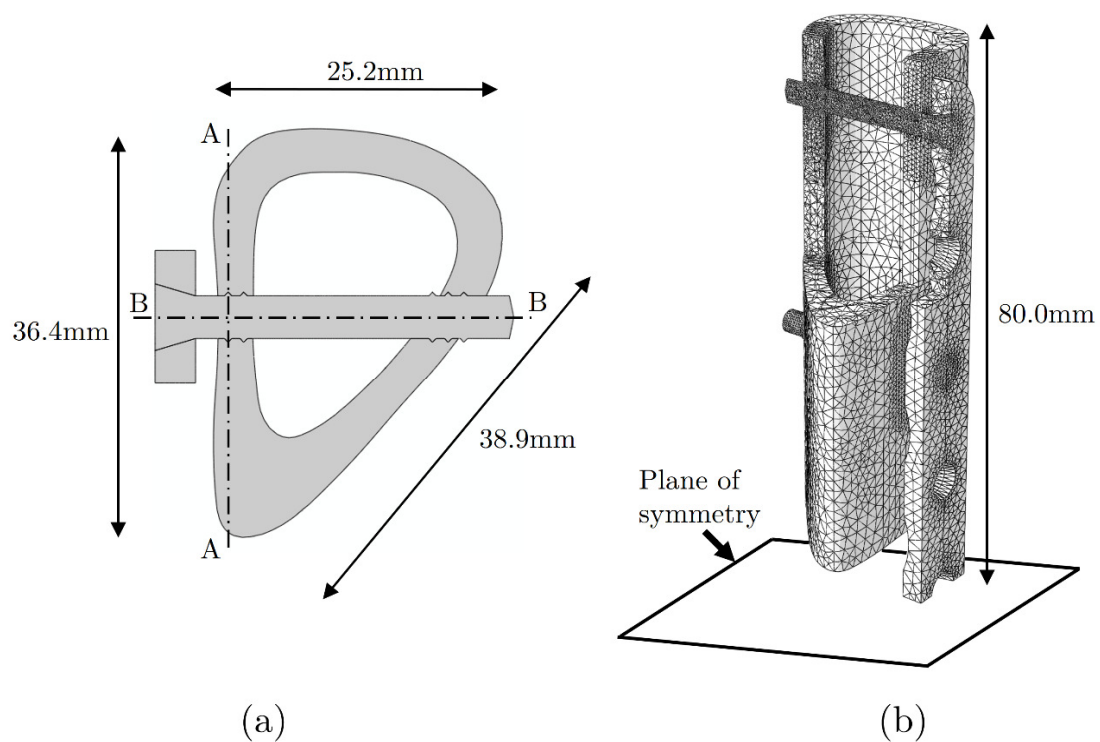 25.2mm
A
B
B
36.4mm
38.9mm
A
80.0mm
Plane of
symmetry
(a)
(b)